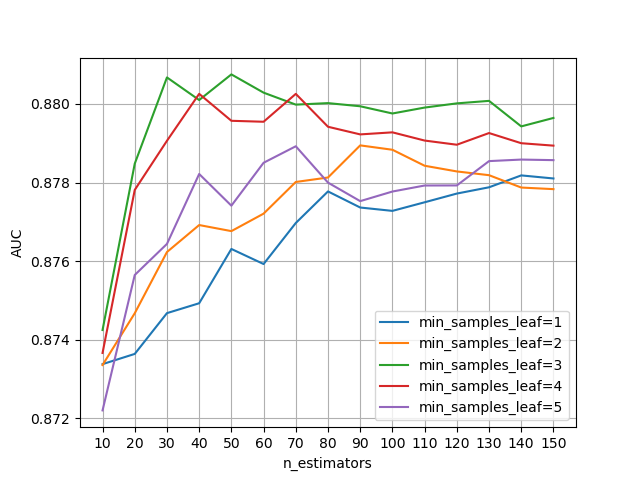 0.880
0.878
0.876
0.874
0.872
AUC
min_samples_leaf=1
min_samples_leaf=2
min_samples_leaf=3
min_samples_leaf=4
min_samples_leaf=5
10 20 30 40 50 60 70 80 90 100 110 120 130 140 150
n_estimators